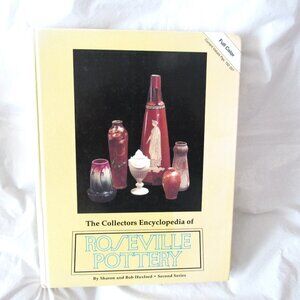 Full Color
The Collectors Encyclopedia of
ROSEVILLE
POTTERY
By Sharon and Bob Huxford • Second Series